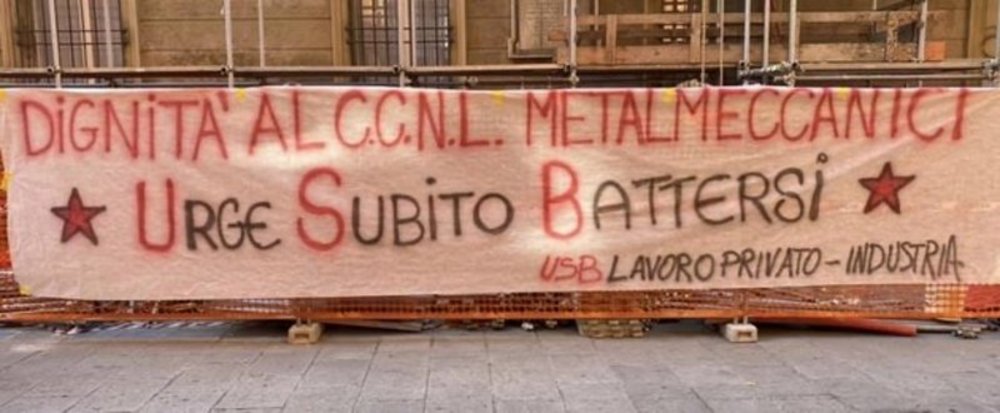 DiGNiTA' AL C.C.N.L. METALMECCANICI
URGE SUBiTO BATTERSi
USB LAVORO PRIVATO - INDUSTRIA